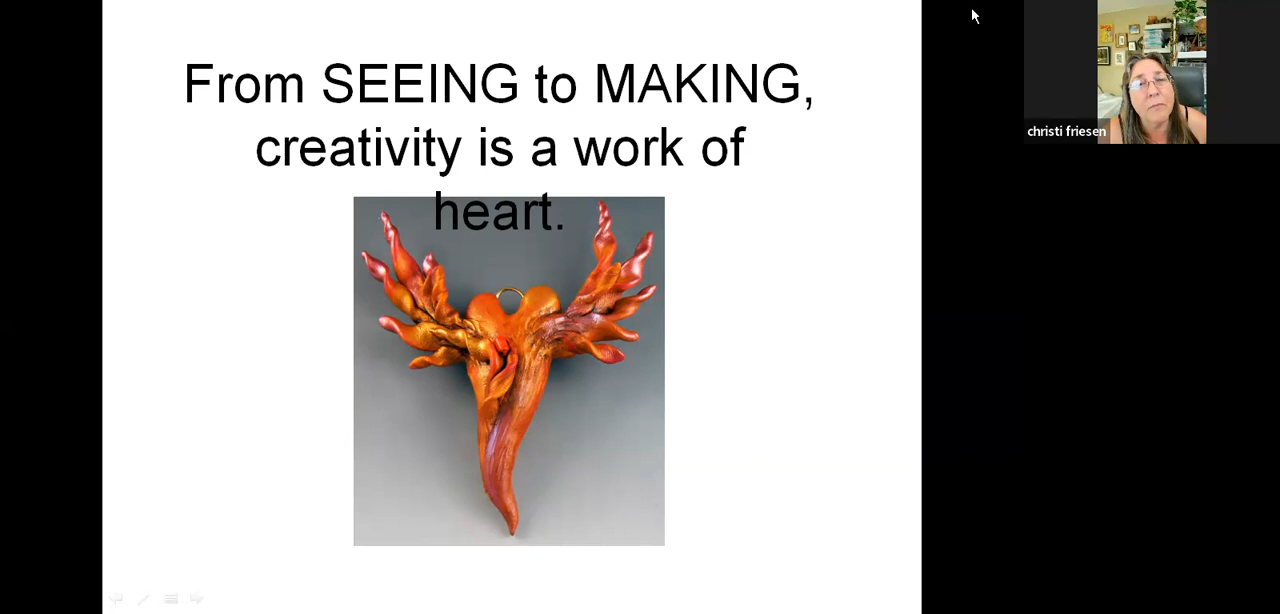 From SEEING to MAKING,
creativity is a work of
heart.
christi friesen